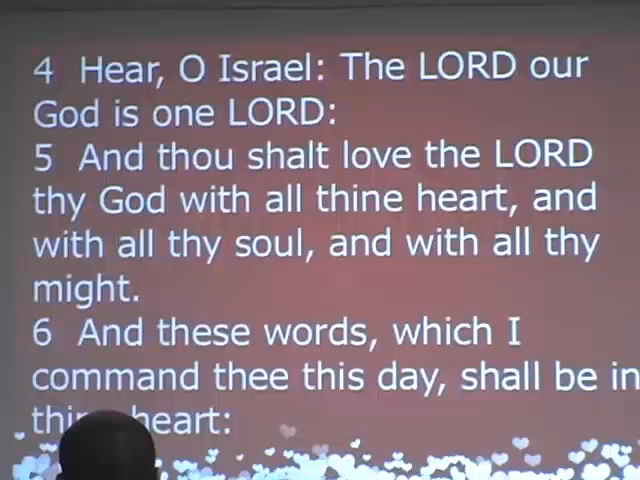 4 Hear, O Israel: The LORD our
God is one LORD:
5 And thou shalt love the LORD
thy God with all thine heart, and
with all thy soul, and with all thy
might.
6 And these words, which I
command thee this day, shall be in
heart: